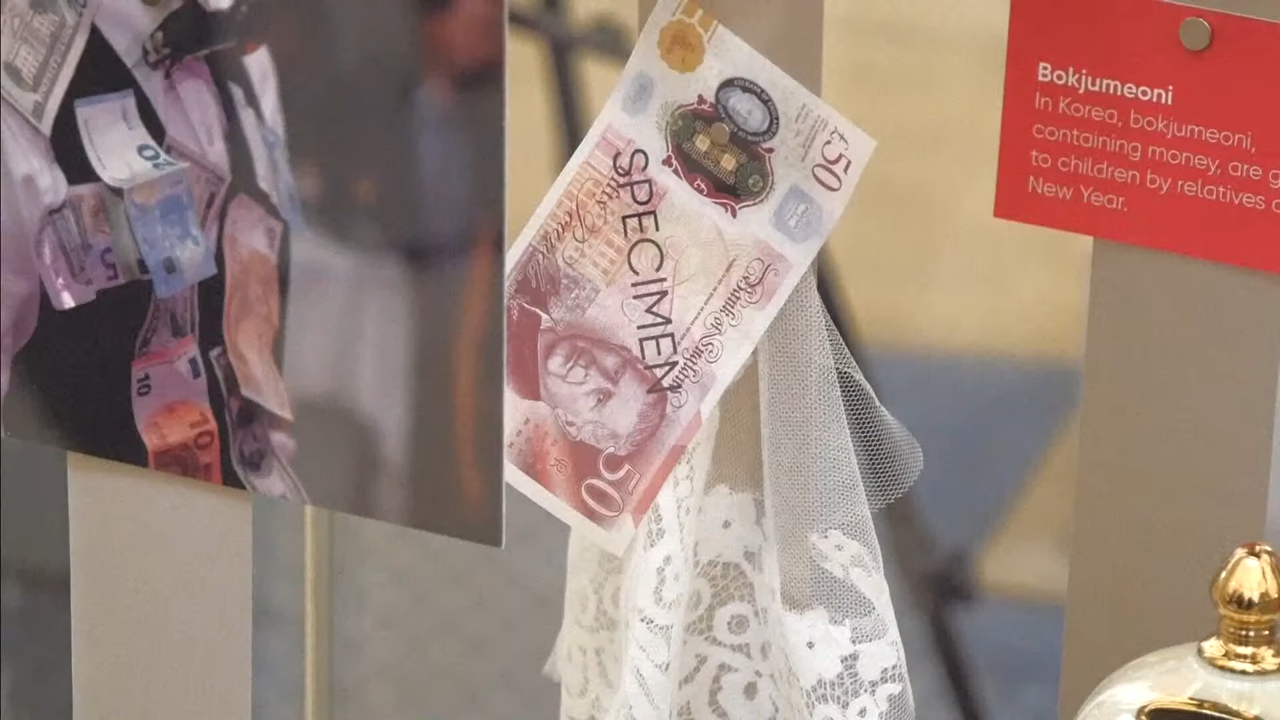 20
5
10
10
£50
SPECIMEN
Bank of England
50
Bokjumeoni
In Korea, bokjumeoni,
containing money, are g
to children by relatives
New Year.